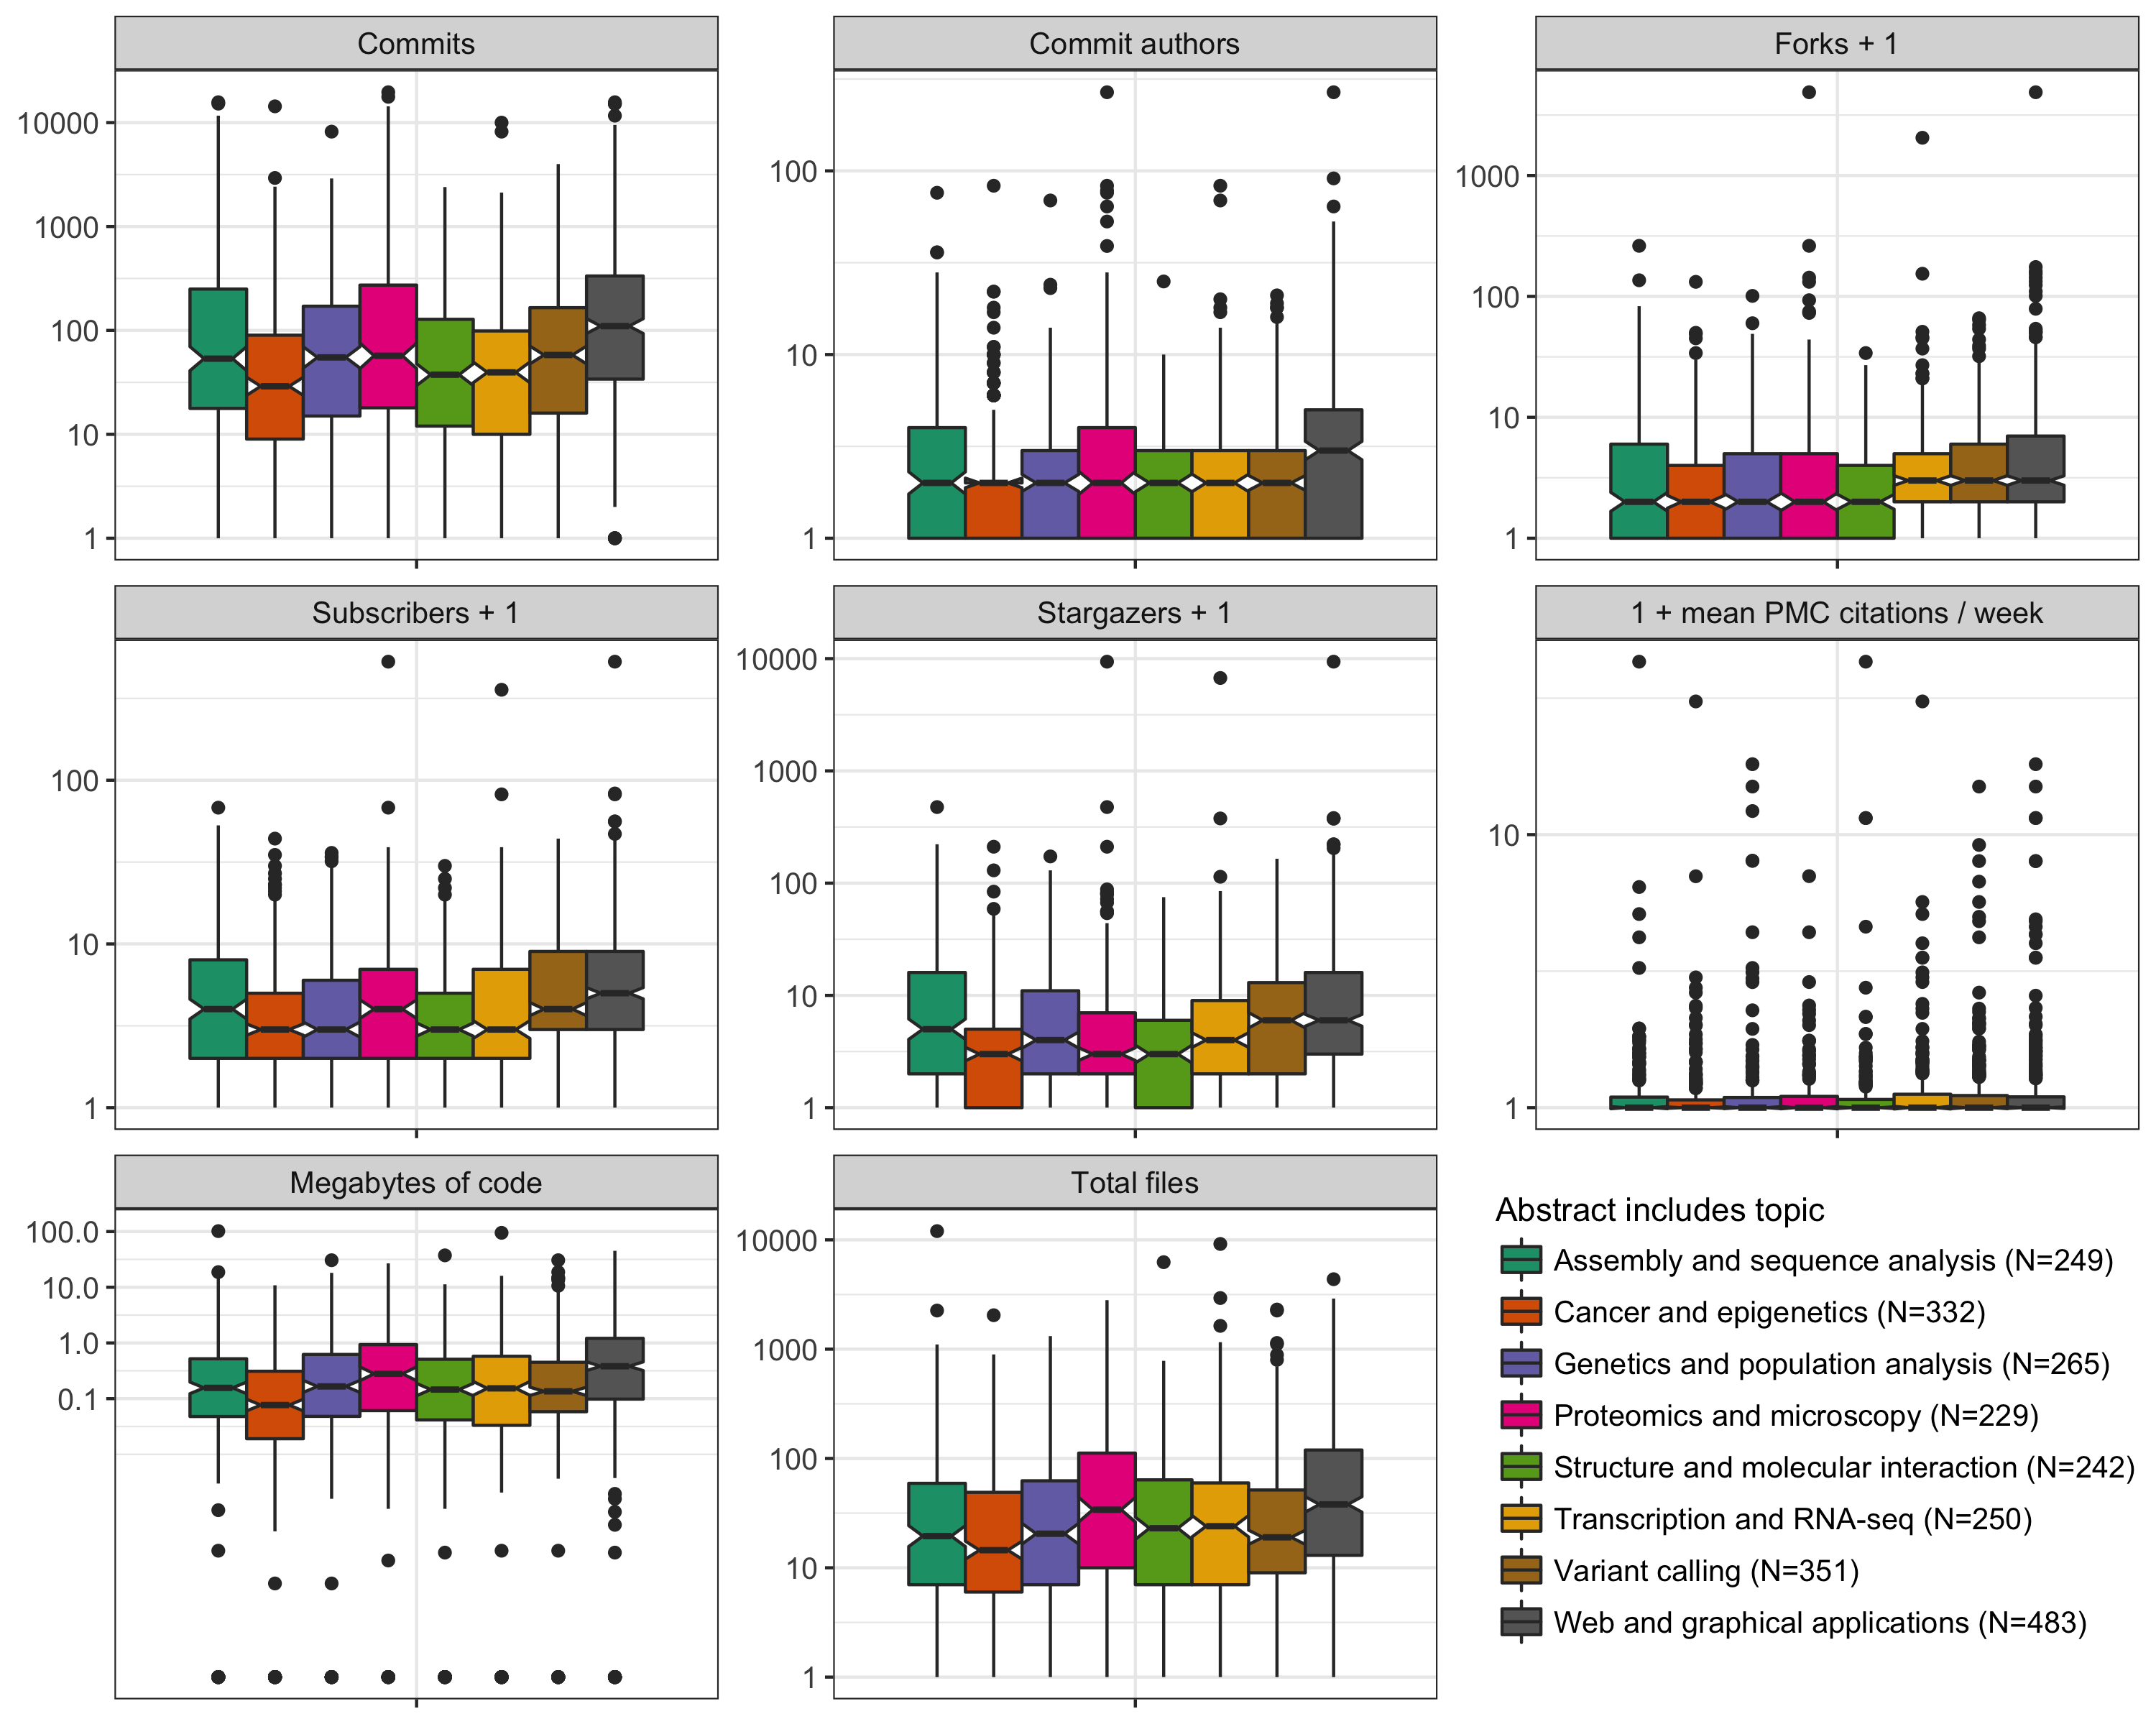 Commits
10000
1000
100
10
1
Commit authors
100
10
1
Forks + 1
1000
100
10
1
Subscribers + 1
100
10
1
Stargazers + 1
10000
1000
100
10
1
1 + mean PMC citations / week
10
1
Megabytes of code
100.0
10.0
1.0
0.1
Total files
10000
1000
100
10
1
Abstract includes topic
Assembly and sequence analysis (N=249)
Cancer and epigenetics (N=332)
Genetics and population analysis (N=265)
Proteomics and microscopy (N=229)
Structure and molecular interaction (N=242)
Transcription and RNA-seq (N=250)
Variant calling (N=351)
Web and graphical applications (N=483)